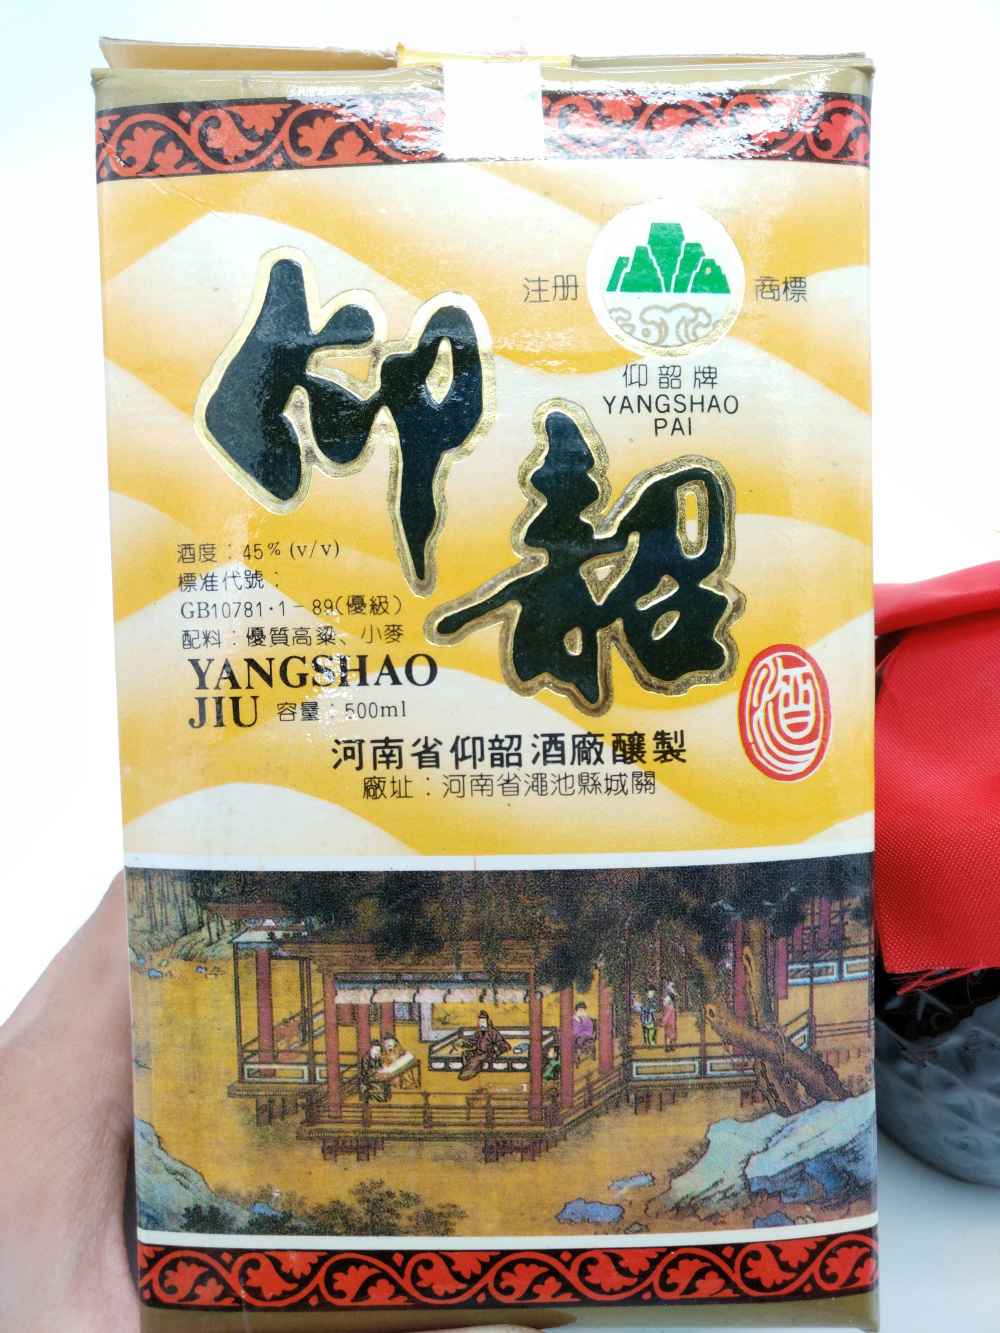 注册 商標
仰韶牌
YANGSHAO
PAI
仰韶
酒度：45% (v/v)
標准代號：
GB10781·1－89(優級)
配料：優質高粱、小麥
YANGSHAO
JIU 容量：500ml
酒
河南省仰韶酒廠釀製
廠址：河南省澠池縣城關